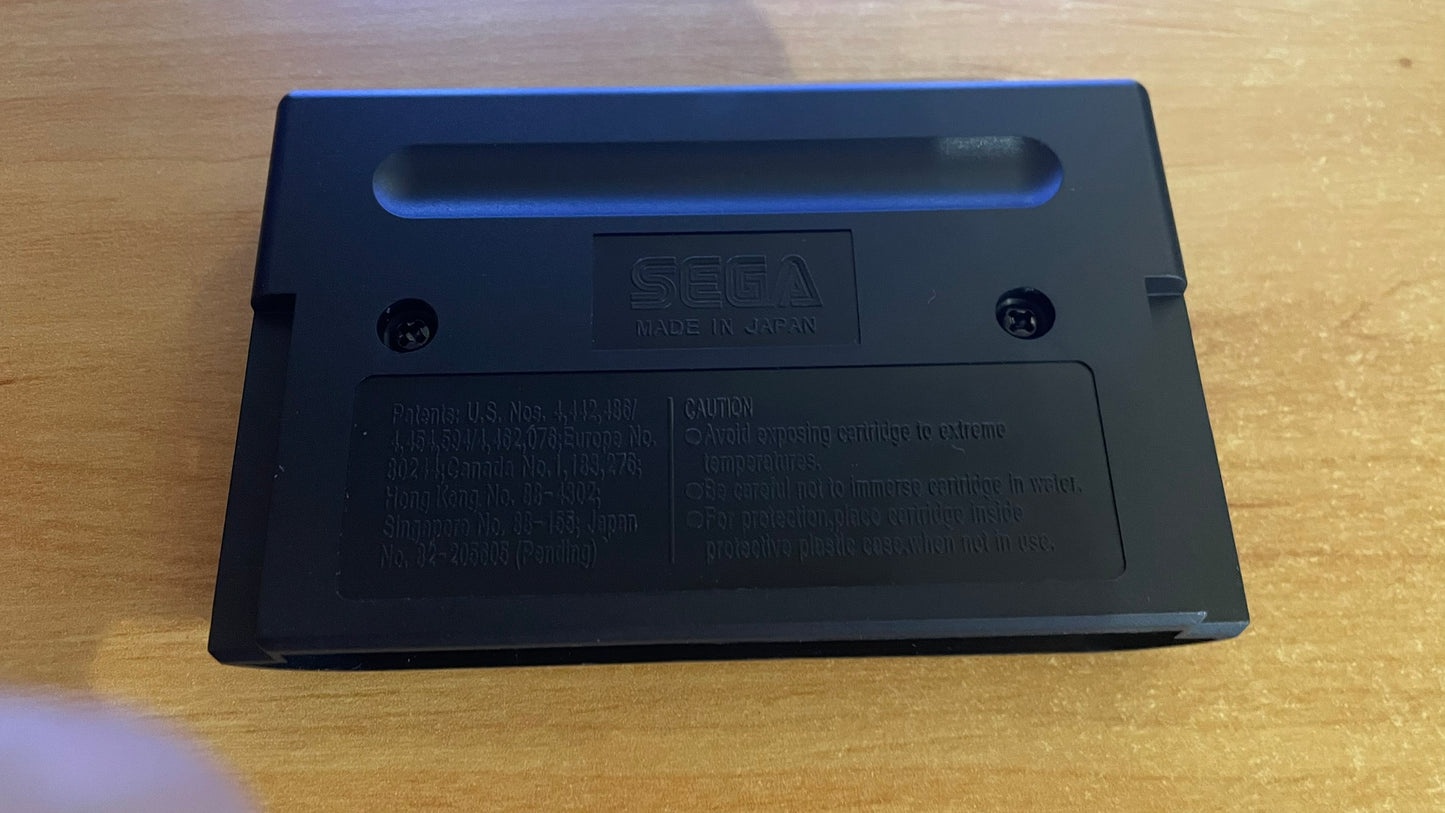 SEGA
MADE IN JAPAN
Patents: U.S. Nos. 4,442,486/
4,454,594/4,462,076;Europe No.
80244;Canada No.1,183,276;
Hong Kong No. 88-4302;
Singapore No. 88-155; Japan
No. 82-205605 (Pending)
CAUTION
○Avoid exposing cartridge to extreme
temperatures.
○Be careful not to immerse cartridge in water.
○For protection,place cartridge inside
protective plastic case,when not in use.